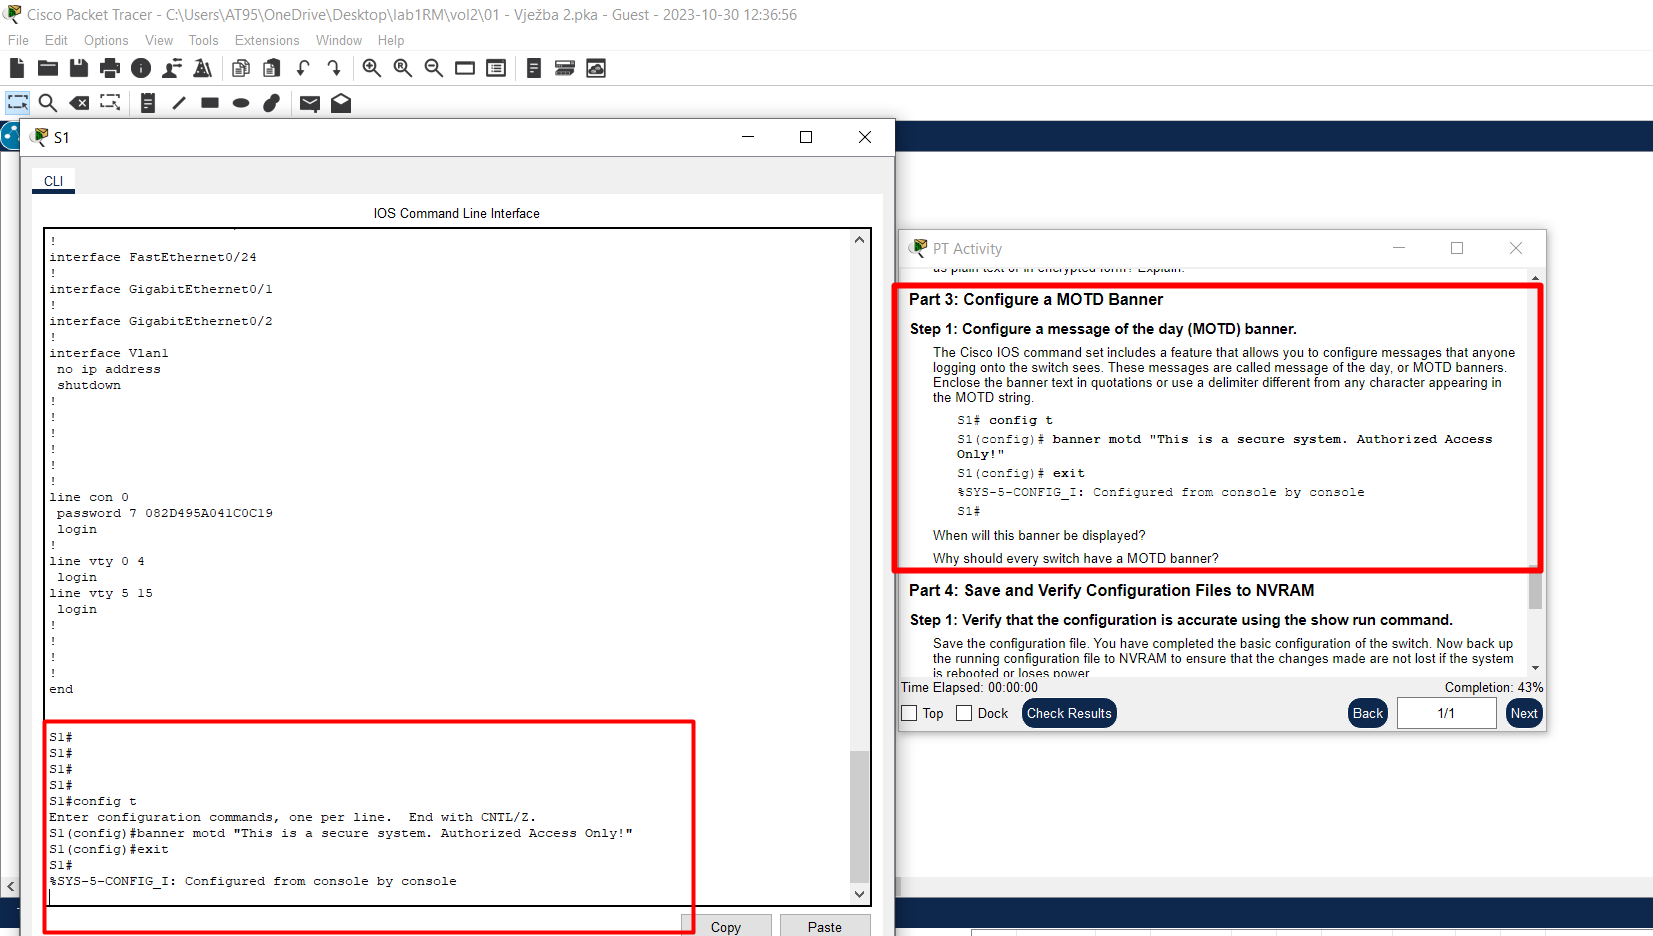 Cisco Packet Tracer - C:\Users\AT95\OneDrive\Desktop\lab1RM\vol2\01 - Vježba 2.pka - Guest - 2023-10-30 12:36:56
File Edit Options View Tools Extensions Window Help
S1
CLI
IOS Command Line Interface
!
interface FastEthernet0/24
!
interface GigabitEthernet0/1
!
interface GigabitEthernet0/2
!
interface Vlan1
no ip address
shutdown
!
!
!
!
!
!
line con 0
password 7 082D495A041C0C19
login
!
line vty 0 4
login
line vty 5 15
login
!
!
!
!
end
S1#
S1#
S1#
S1#
S1#config t
Enter configuration commands, one per line. End with CNTL/Z.
S1(config)#banner motd "This is a secure system. Authorized Access Only!"
S1(config)#exit
S1#
%SYS-5-CONFIG_I: Configured from console by console
Copy Paste
PT Activity
as plain text or in encrypted form? Explain.
Part 3: Configure a MOTD Banner
Step 1: Configure a message of the day (MOTD) banner.
The Cisco IOS command set includes a feature that allows you to configure messages that anyone
logging onto the switch sees. These messages are called message of the day, or MOTD banners.
Enclose the banner text in quotations or use a delimiter different from any character appearing in
the MOTD string.
S1# config t
S1(config)# banner motd "This is a secure system. Authorized Access
Only!"
S1(config)# exit
%SYS-5-CONFIG_I: Configured from console by console
S1#
When will this banner be displayed?
Why should every switch have a MOTD banner?
Part 4: Save and Verify Configuration Files to NVRAM
Step 1: Verify that the configuration is accurate using the show run command.
Save the configuration file. You have completed the basic configuration of the switch. Now back up
the running configuration file to NVRAM to ensure that the changes made are not lost if the system
is rebooted or loses power
Time Elapsed: 00:00:00 Completion: 43%
Top Dock Check Results Back 1/1 Next